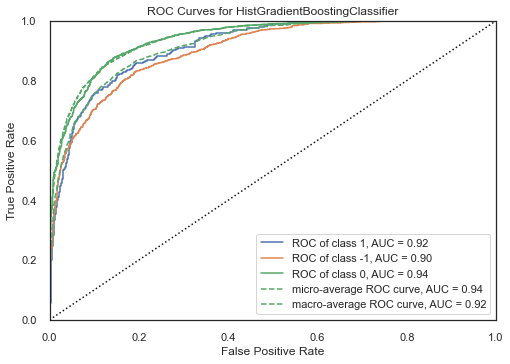 ROC Curves for HistGradientBoostingClassifier
1.0
0.8
0.6
0.4
0.2
0.0
True Positive Rate
ROC of class 1, AUC = 0.92
ROC of class -1, AUC = 0.90
ROC of class 0, AUC = 0.94
micro-average ROC curve, AUC = 0.94
macro-average ROC curve, AUC = 0.92
0.0 0.2 0.4 0.6 0.8 1.0
False Positive Rate